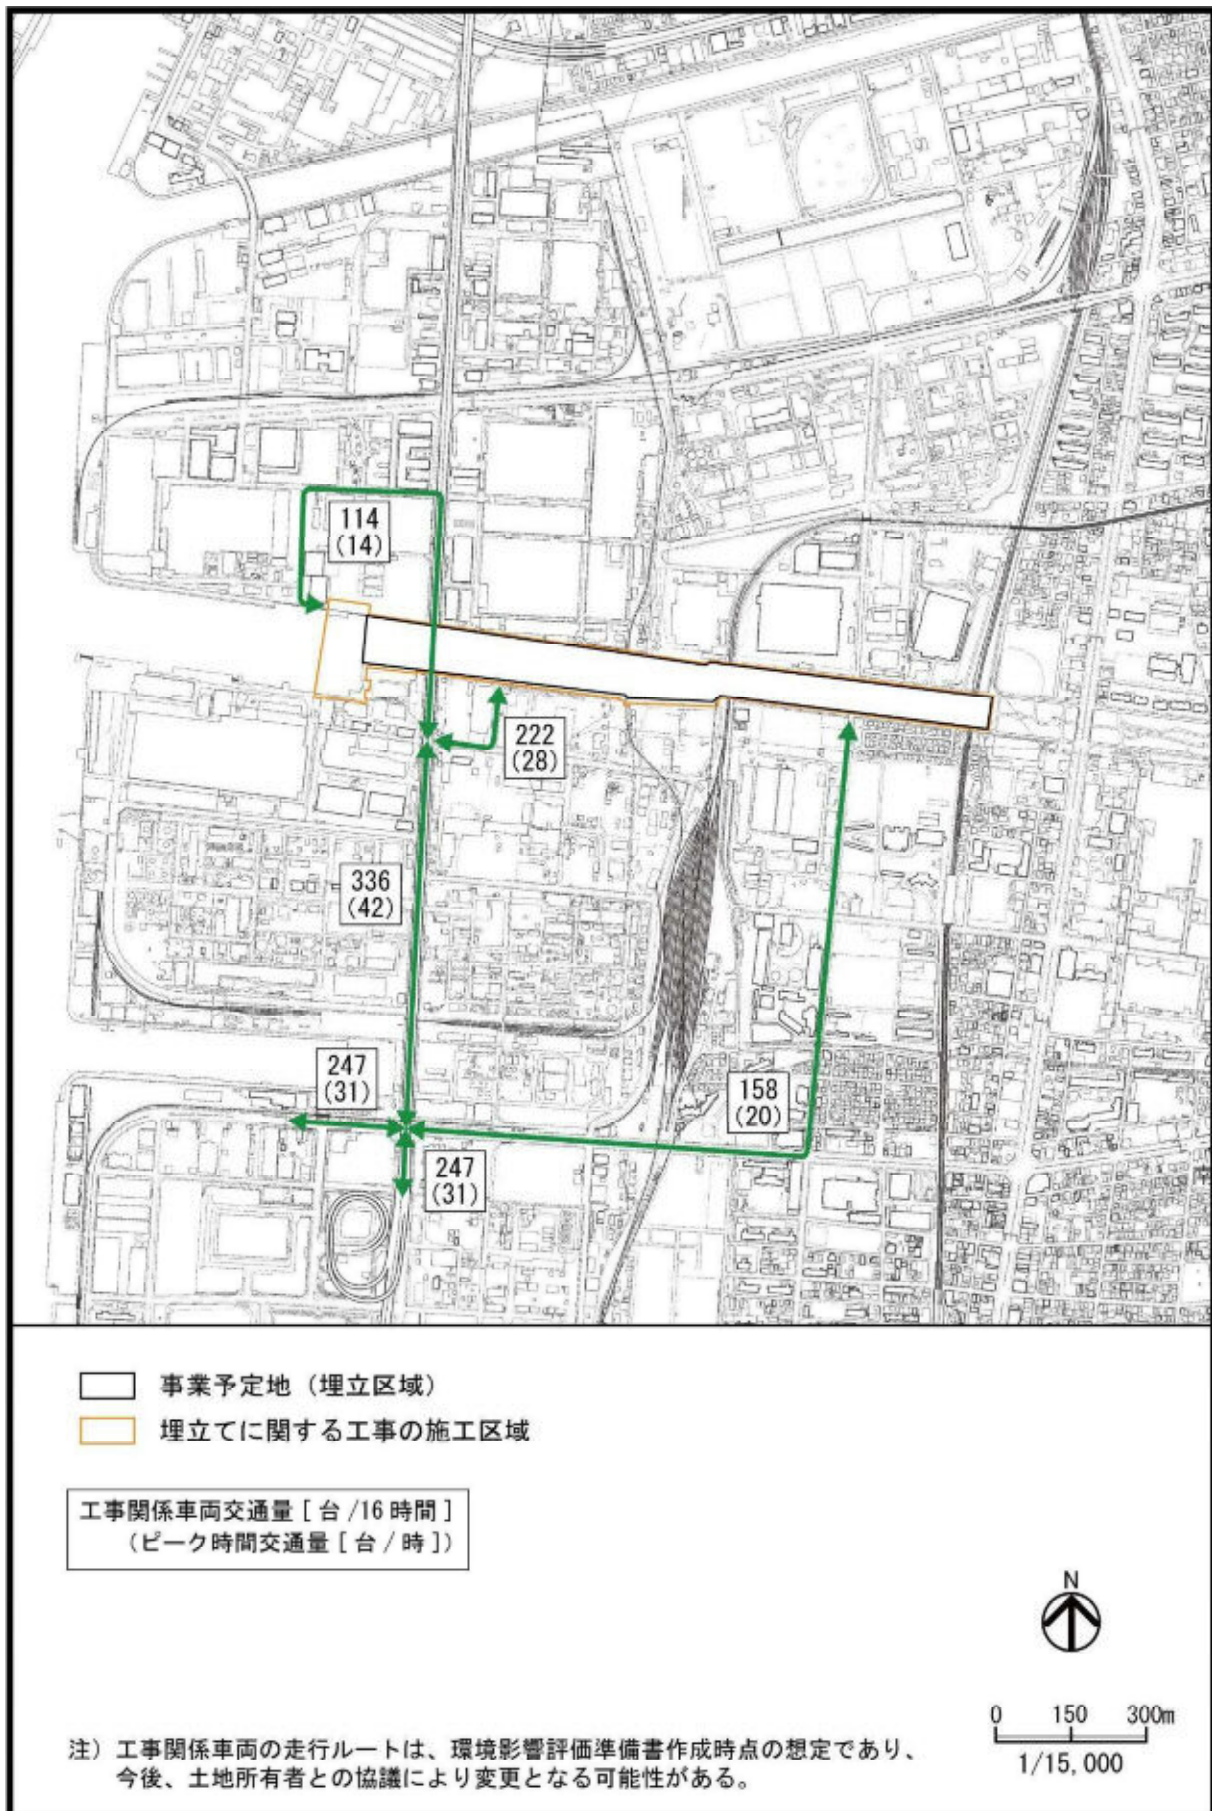 114
(14)
222
(28)
336
(42)
247
(31)
158
(20)
247
(31)
事業予定地（埋立区域）
埋立てに関する工事の施工区域
工事関係車両交通量［台/16時間］
（ピーク時間交通量［台/時］）
N
0 150 300m
1/15,000
注）工事関係車両の走行ルートは、環境影響評価準備書作成時点の想定であり、
今後、土地所有者との協議により変更となる可能性がある。